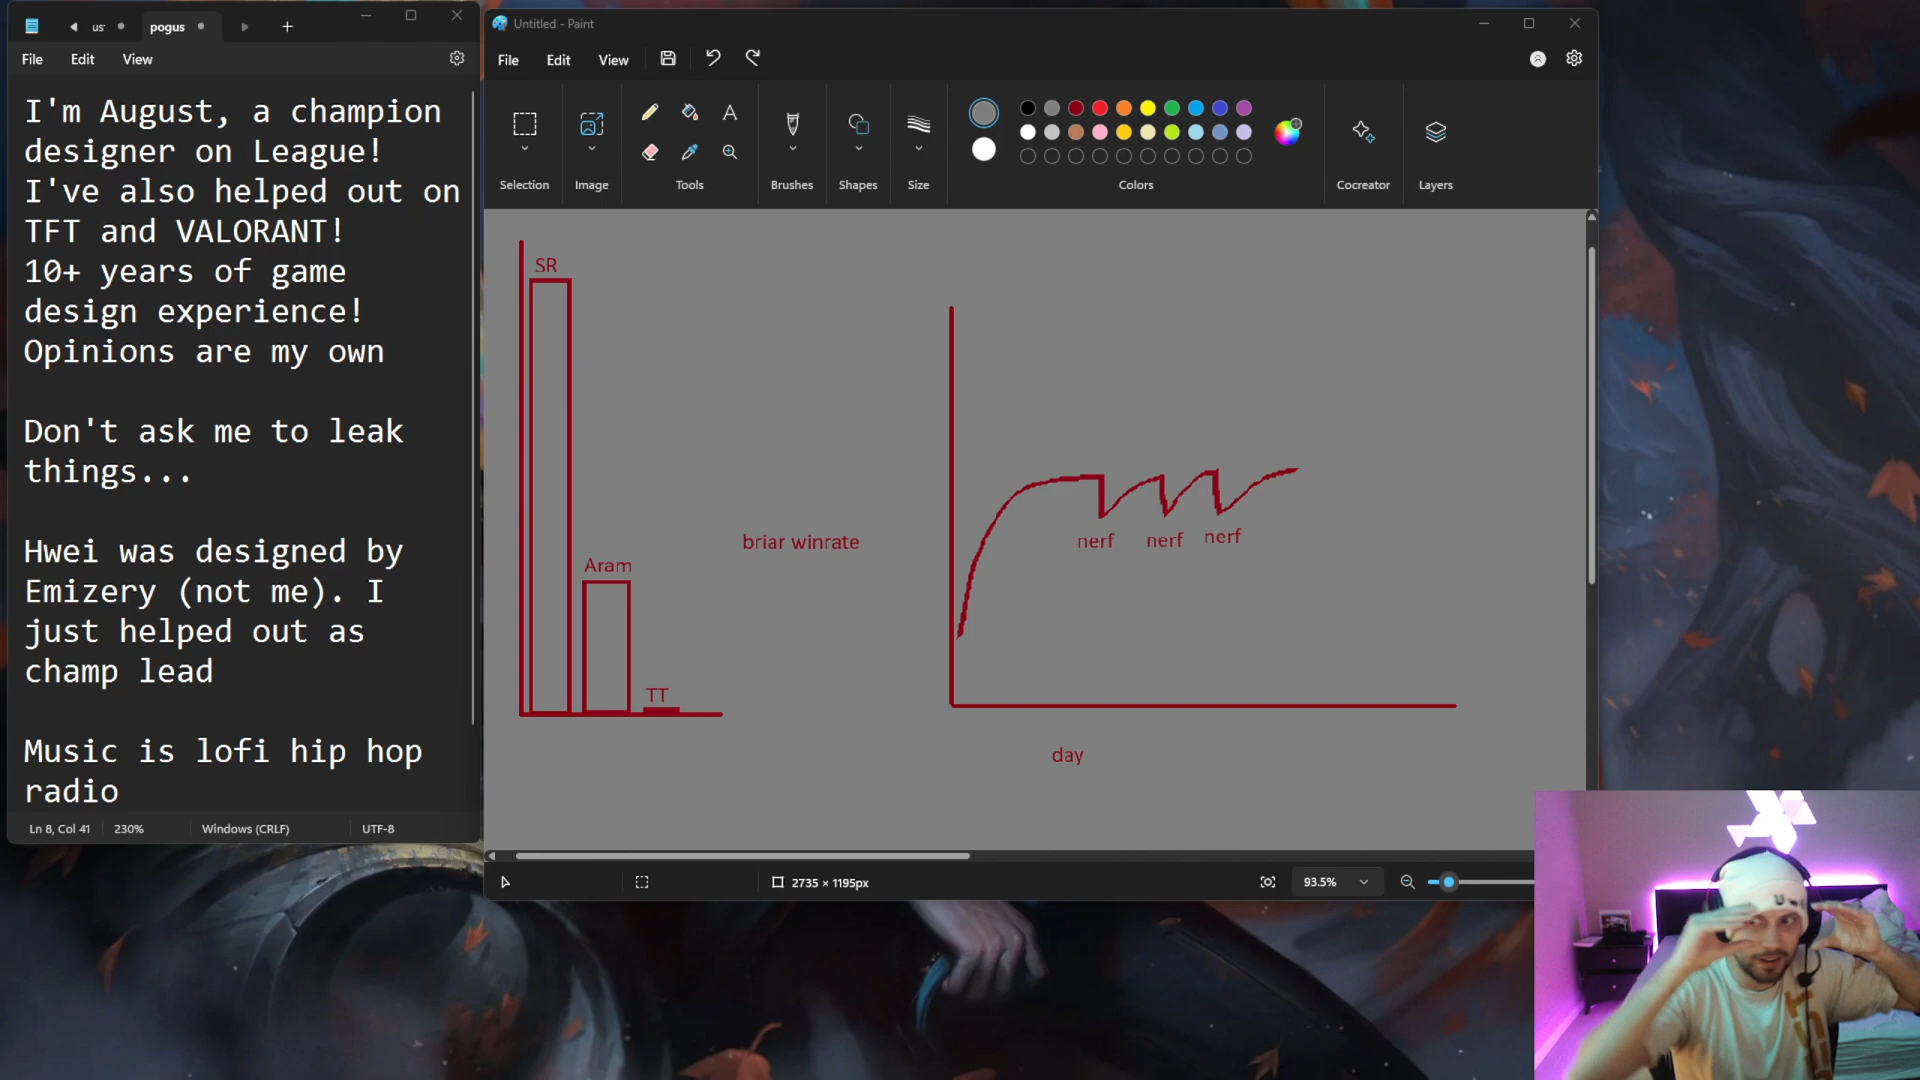 us
pogus
File
Edit
View
I'm August, a champion
designer on League!
I've also helped out on
TFT and VALORANT!
10+ years of game
design experience!
Opinions are my own
Don't ask me to leak
things...
Hwei was designed by
Emizery (not me). I
just helped out as
champ lead
Music is lofi hip hop
radio
Ln 8, Col 41
230%
Windows (CRLF)
UTF-8
Untitled - Paint
File
Edit
View
Selection
Image
Tools
Brushes
Shapes
Size
Colors
Cocreator
Layers
SR
Aram
TT
briar winrate
nerf
nerf
nerf
day
2735 × 1195px
93.5%